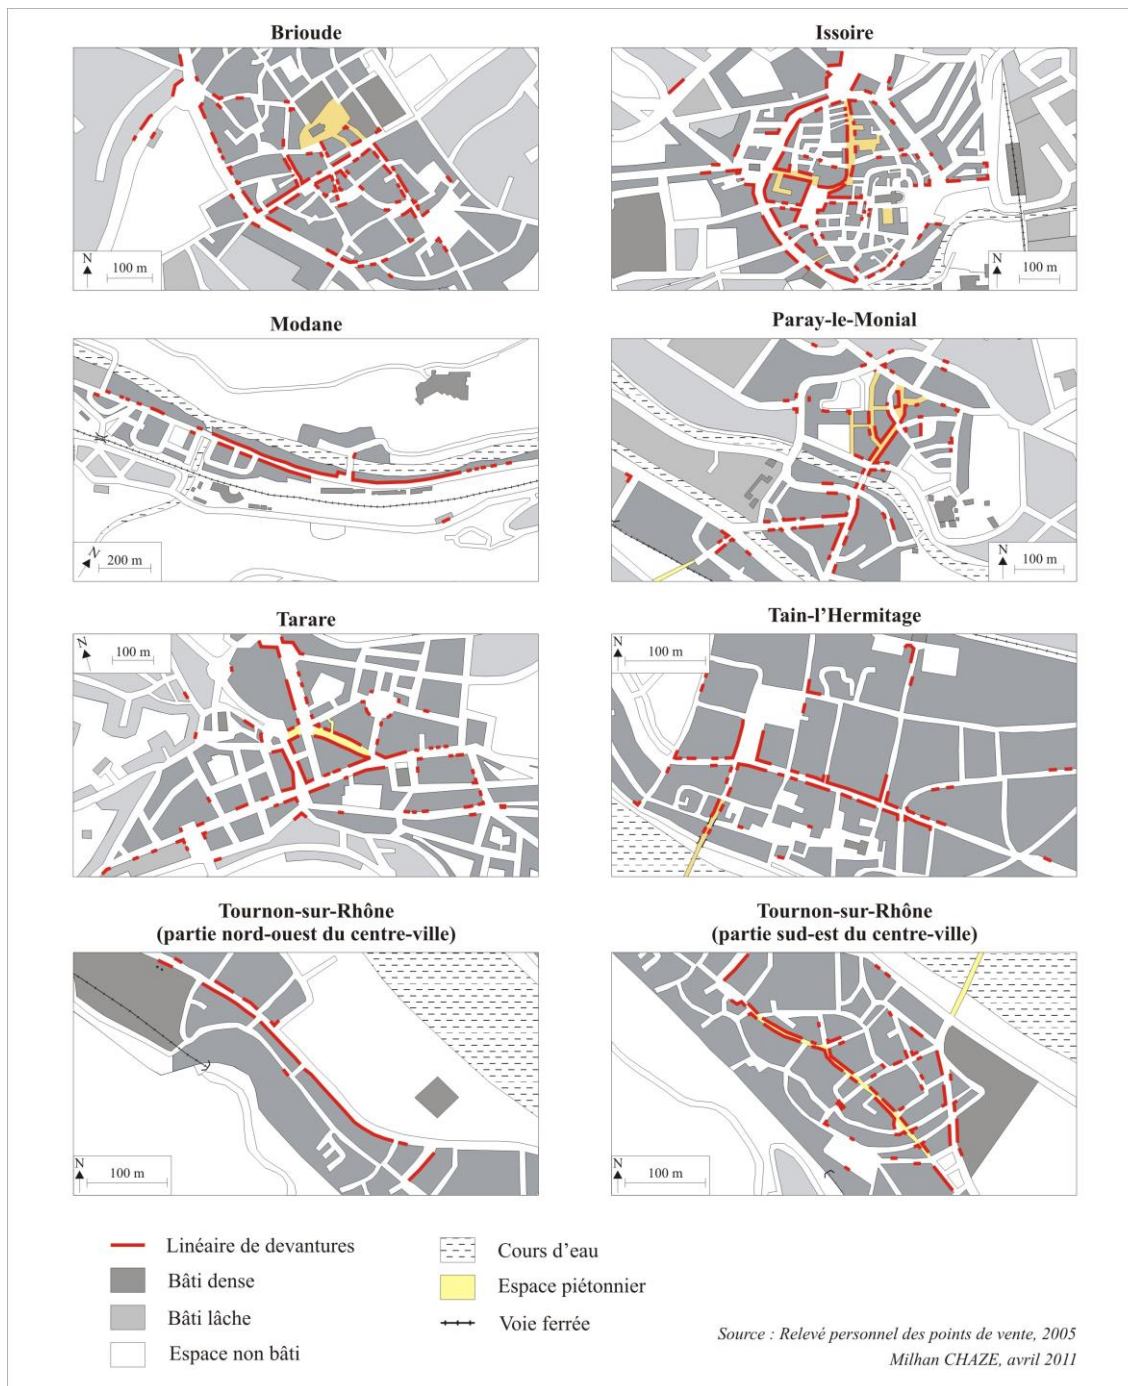 Brioude
N
100 m
Issoire
N
100 m
Modane
N
200 m
Paray-le-Monial
N
100 m
Tarare
N
100 m
Tain-l'Hermitage
N
100 m
Tournon-sur-Rhône
(partie nord-ouest du centre-ville)
N
100 m
Tournon-sur-Rhône
(partie sud-est du centre-ville)
N
100 m
Linéaire de devantures
Bâti dense
Bâti lâche
Espace non bâti
Cours d'eau
Espace piétonnier
Voie ferrée
Source : Relevé personnel des points de vente, 2005
Milhan CHAZE, avril 2011